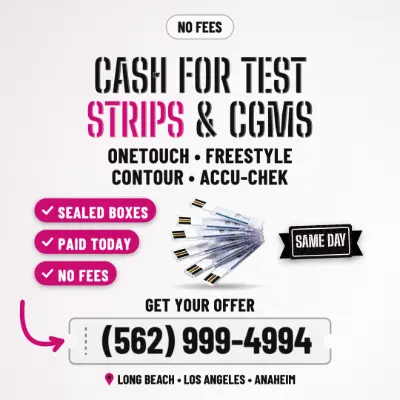 NO FEES
CASH FOR TEST
STRIPS & CGMS
ONETOUCH • FREESTYLE
CONTOUR • ACCU-CHEK
SEALED BOXES
PAID TODAY
NO FEES
SAME DAY
GET YOUR OFFER
(562) 999-4994
LONG BEACH • LOS ANGELES • ANAHEIM